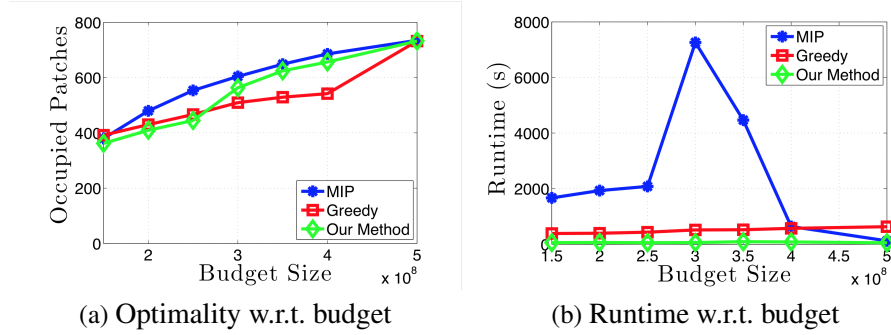 800
600
400
200
0
Occupied Patches
2
3
4
5
x 10^8
Budget Size
MIP
Greedy
Our Method
(a) Optimality w.r.t. budget
8000
6000
4000
2000
0
Runtime (s)
1.5
2
2.5
3
3.5
4
5
x 10^8
Budget Size
MIP
Greedy
Our Method
(b) Runtime w.r.t. budget